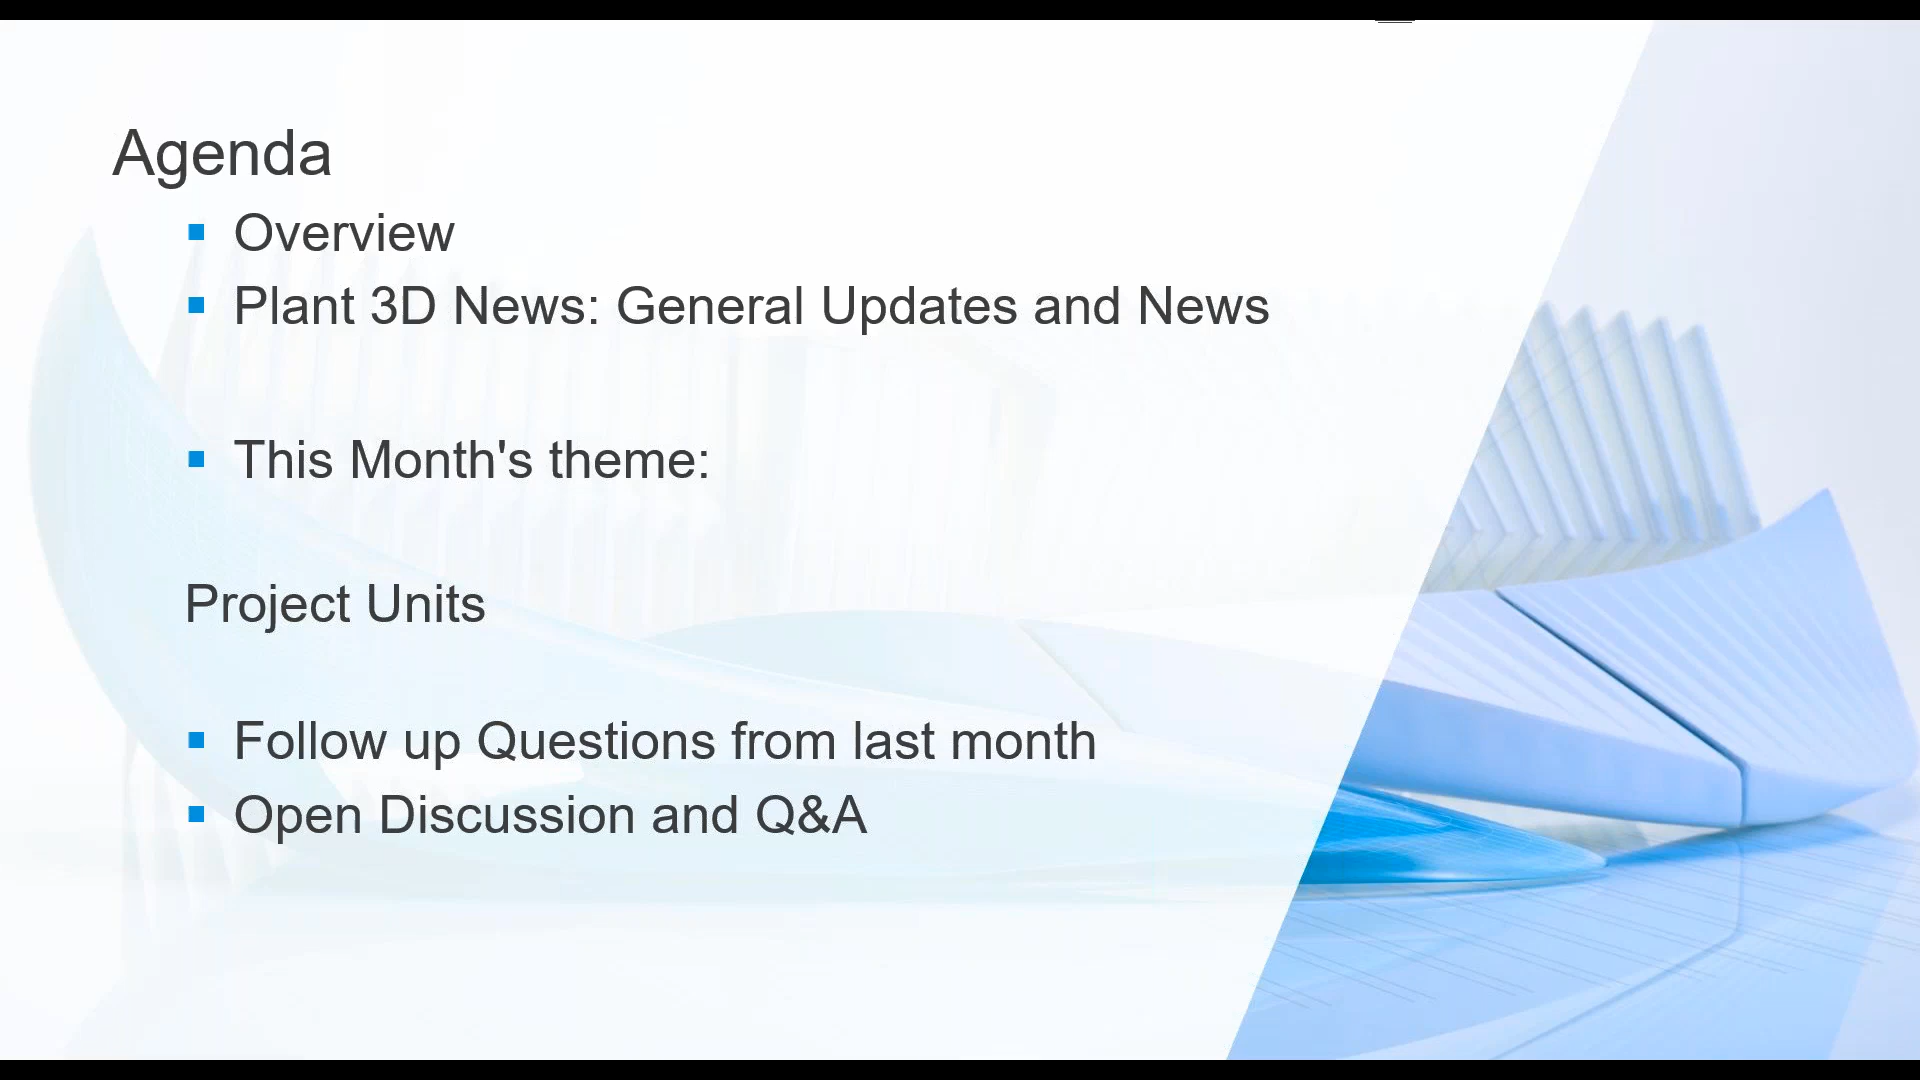 Agenda
Overview
Plant 3D News: General Updates and News
This Month's theme:
Project Units
Follow up Questions from last month
Open Discussion and Q&A